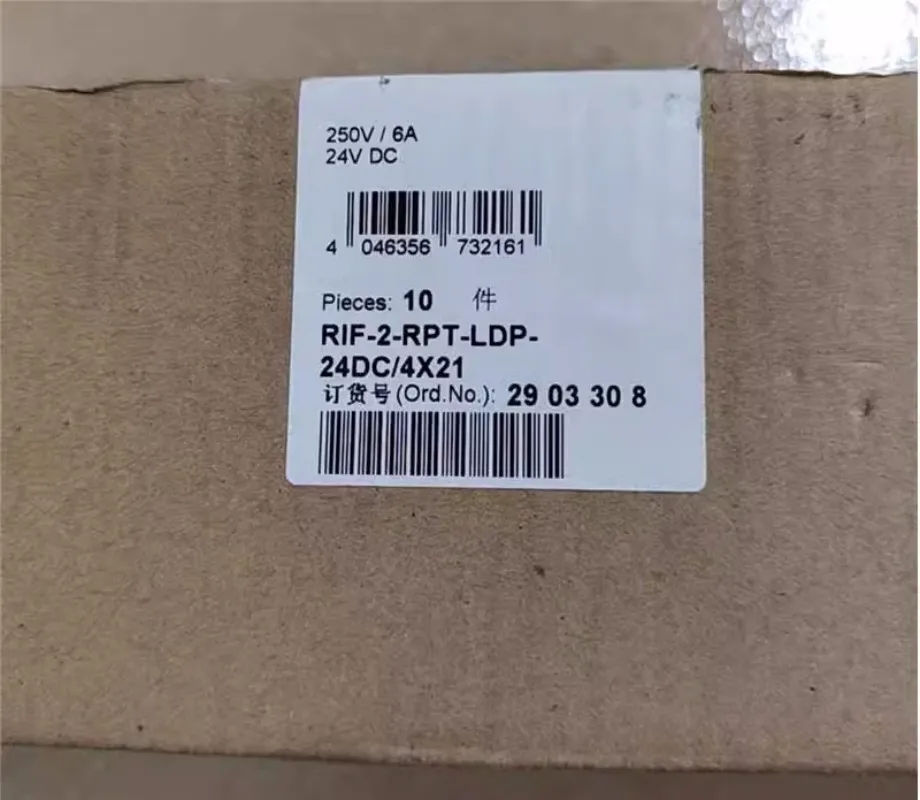 250V / 6A
24V DC
4 046356 732161
Pieces: 10 件
RIF-2-RPT-LDP-
24DC/4X21
订货号(Ord.No.): 29 03 30 8